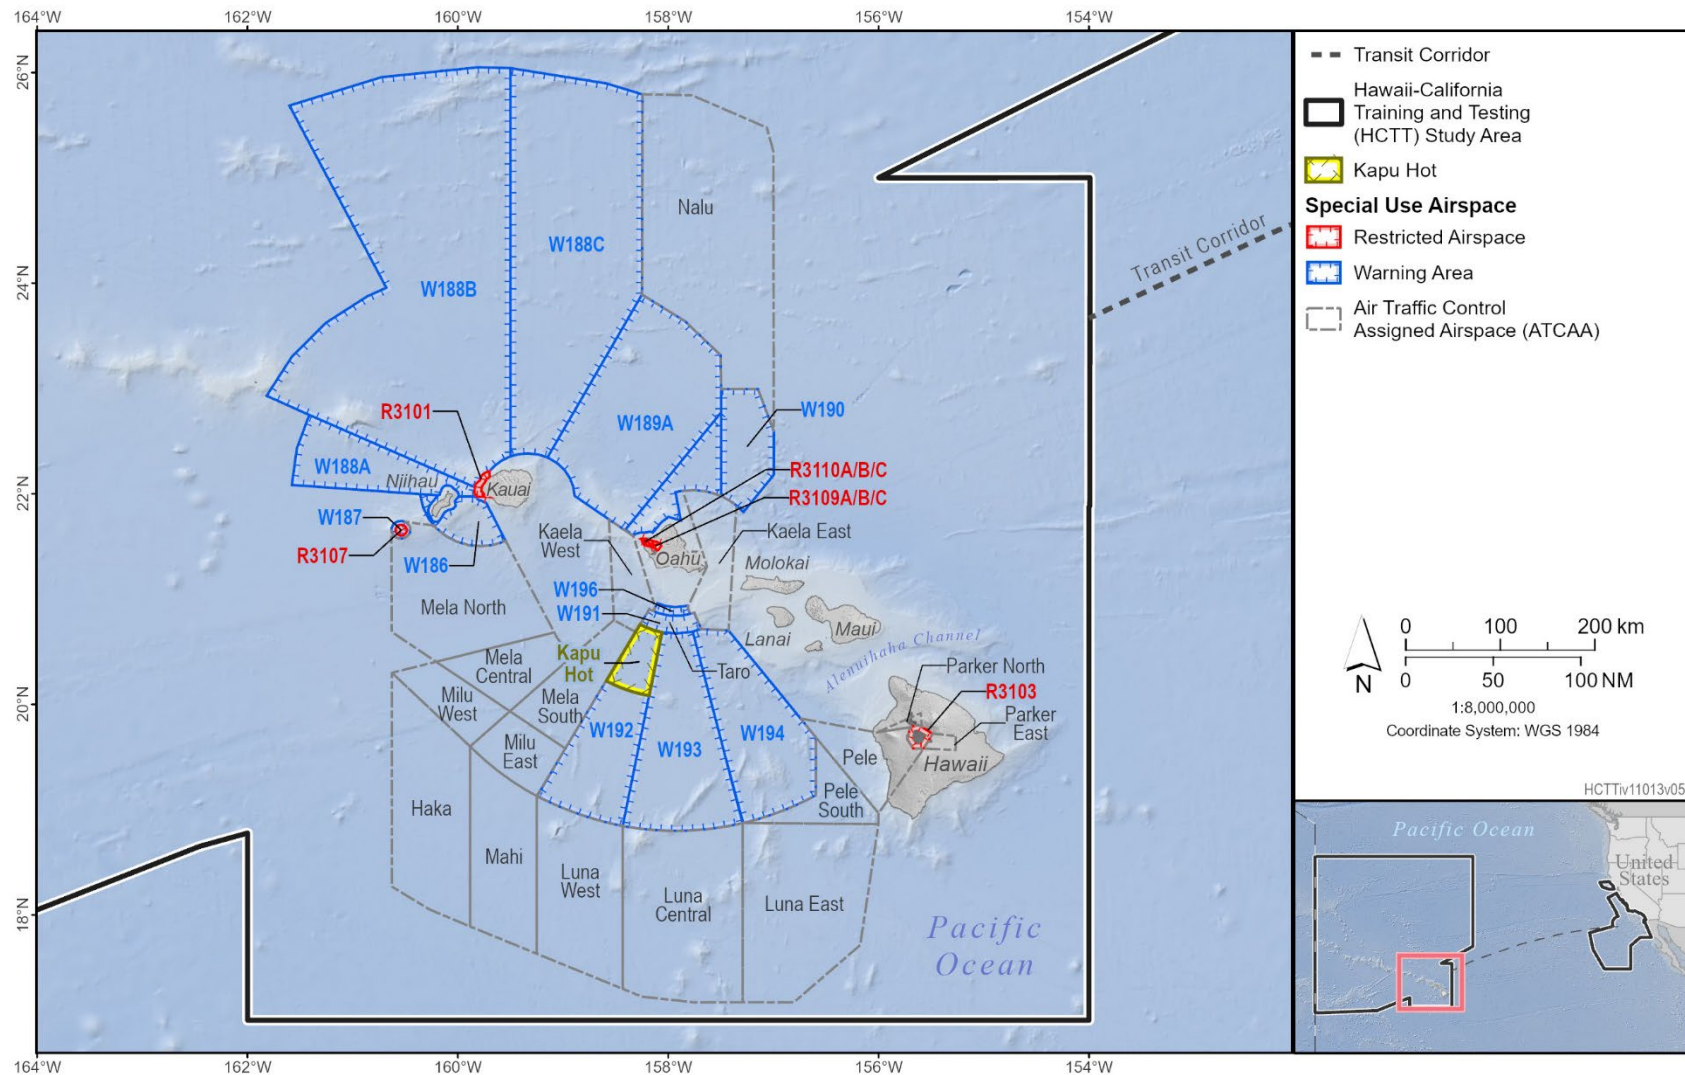 164°W
162°W
160°W
158°W
156°W
154°W
26°N
24°N
22°N
20°N
18°N
Nalu
W188C
W188B
Transit Corridor
R3101
W190
W189A
W188A
R3110A/B/C
Niihau
Kauai
R3109A/B/C
W187
Kaela
West
Kaela East
R3107
Oahu
W186
Molokai
W196
Mela North
W191
Lanai
Maui
Alenuihaha Channel
Kapu
Hot
Mela
Central
Taro
Parker North
R3103
Milu
West
Mela
South
Parker
East
W192
W193
W194
Milu
East
Pele
Hawaii
Pele
South
Haka
Mahi
Luna
West
Luna
Central
Luna East
Pacific
Ocean
164°W
162°W
160°W
158°W
156°W
154°W
Transit Corridor
Hawaii-California
Training and Testing
(HCTT) Study Area
Kapu Hot
Special Use Airspace
Restricted Airspace
Warning Area
Air Traffic Control
Assigned Airspace (ATCAA)
N
0 100 200 km
0 50 100 NM
1:8,000,000
Coordinate System: WGS 1984
HCTTiv11013v05
Pacific Ocean
United
States